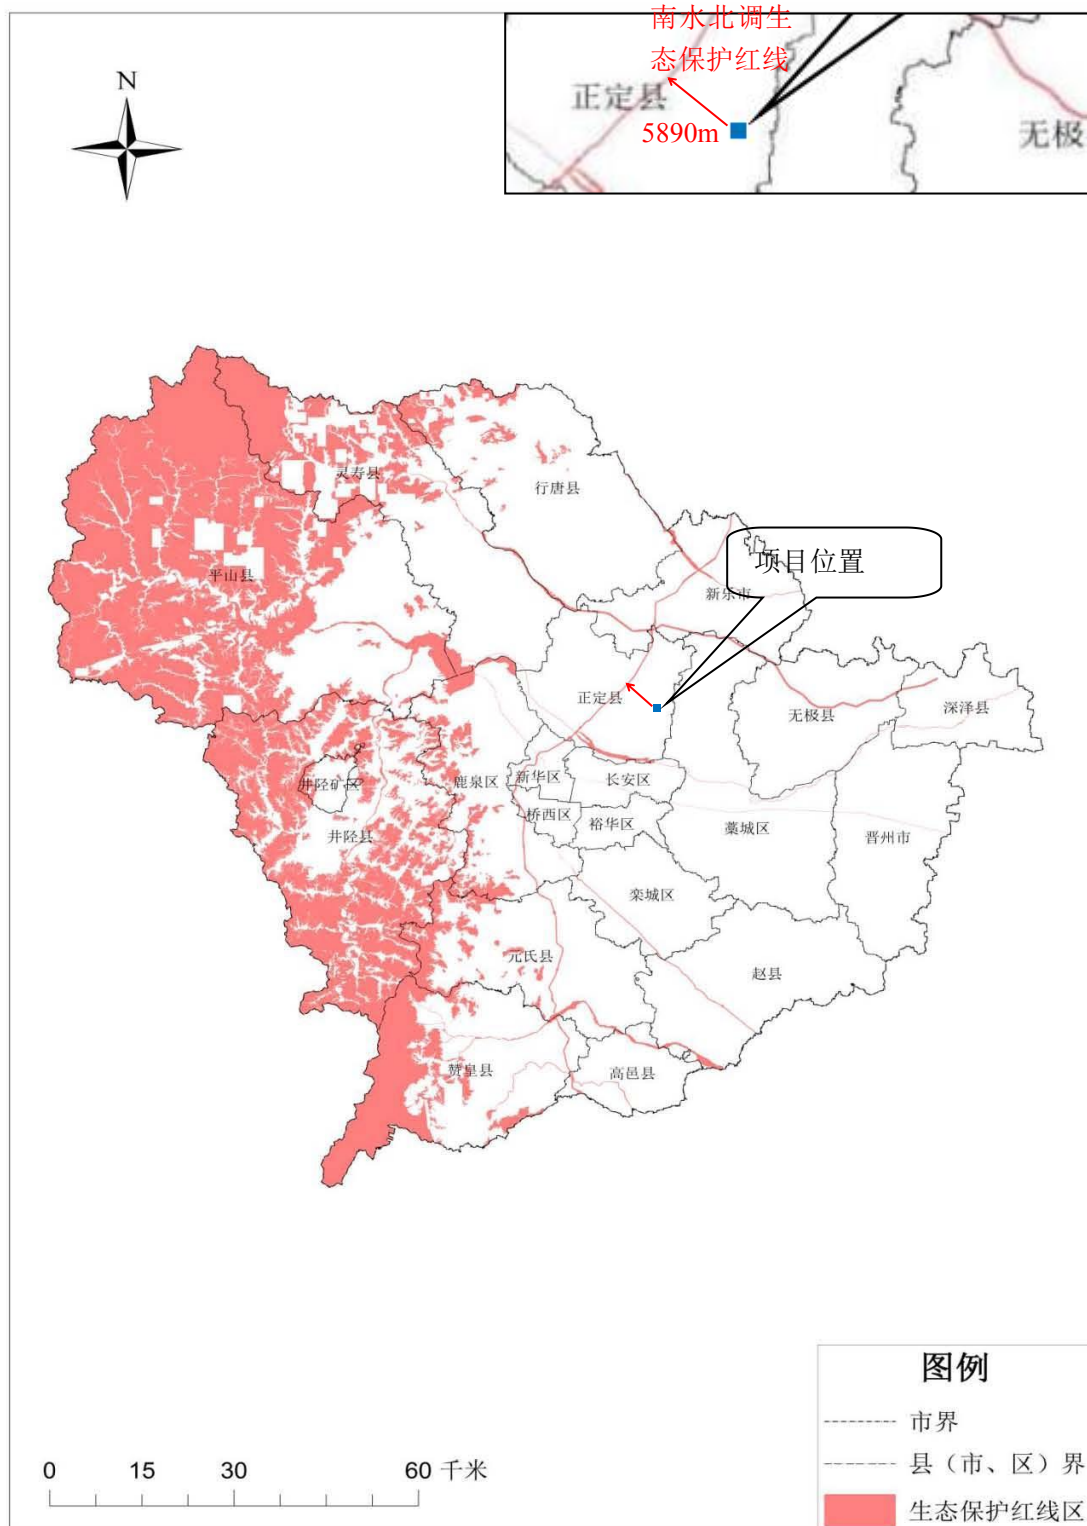 南水北调生
态保护红线
正定县
5890m
无极
N
灵寿县
行唐县
项目位置
平山县
新乐市
正定县
无极县
深泽县
井陉矿区
鹿泉区
新华区
长安区
桥西区
裕华区
藁城区
晋州市
井陉县
栾城区
元氏县
赵县
赞皇县
高邑县
图例
市界
县（市、区）界
生态保护红线区
0 15 30 60 千米